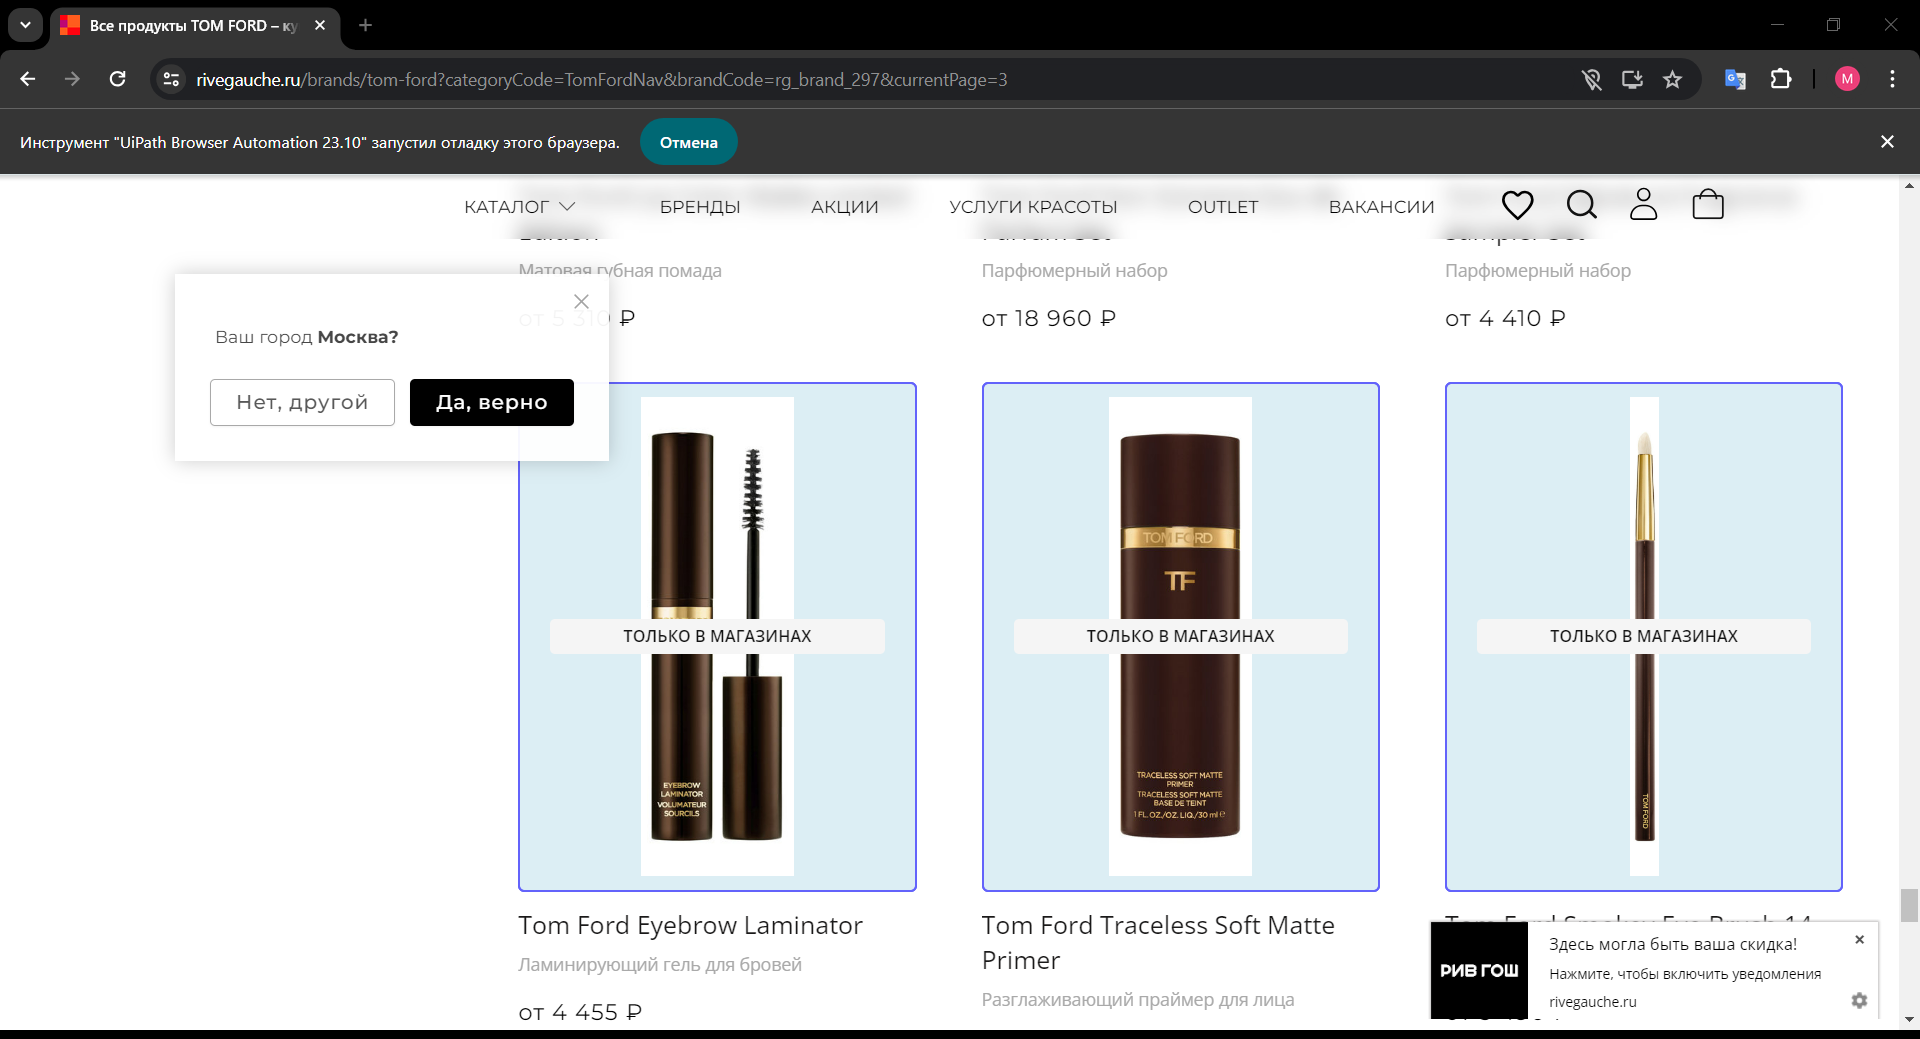 Все продукты TOM FORD – ку
rivegauche.ru/brands/tom-ford?categoryCode=TomFordNav&brandCode=rg_brand_297&currentPage=3
M
Инструмент "UiPath Browser Automation 23.10" запустил отладку этого браузера.
Отмена
КАТАЛОГ
БРЕНДЫ
АКЦИИ
УСЛУГИ КРАСОТЫ
OUTLET
ВАКАНСИИ
Матовая губная помада
от 5 310 ₽
Парфюмерный набор
от 18 960 ₽
Парфюмерный набор
от 4 410 ₽
Ваш город Москва?
Нет, другой
Да, верно
EYEBROW
LAMINATOR
VOLUMATEUR
SOURCILS
ТОЛЬКО В МАГАЗИНАХ
Tom Ford Eyebrow Laminator
Ламинирующий гель для бровей
от 4 455 ₽
TOM FORD
TF
ТОЛЬКО В МАГАЗИНАХ
TRACELESS SOFT MATTE
PRIMER
TRACELESS SOFT MATTE
BASE DE TEINT
1 FL. OZ./OZ. LIQ./30 ml ℮
Tom Ford Traceless Soft Matte
Primer
Разглаживающий праймер для лица
ТОЛЬКО В МАГАЗИНАХ
TOM FORD
Tom Ford Smokey Eye Brush 14
РИВ ГОШ
Здесь могла быть ваша скидка!
Нажмите, чтобы включить уведомления
rivegauche.ru